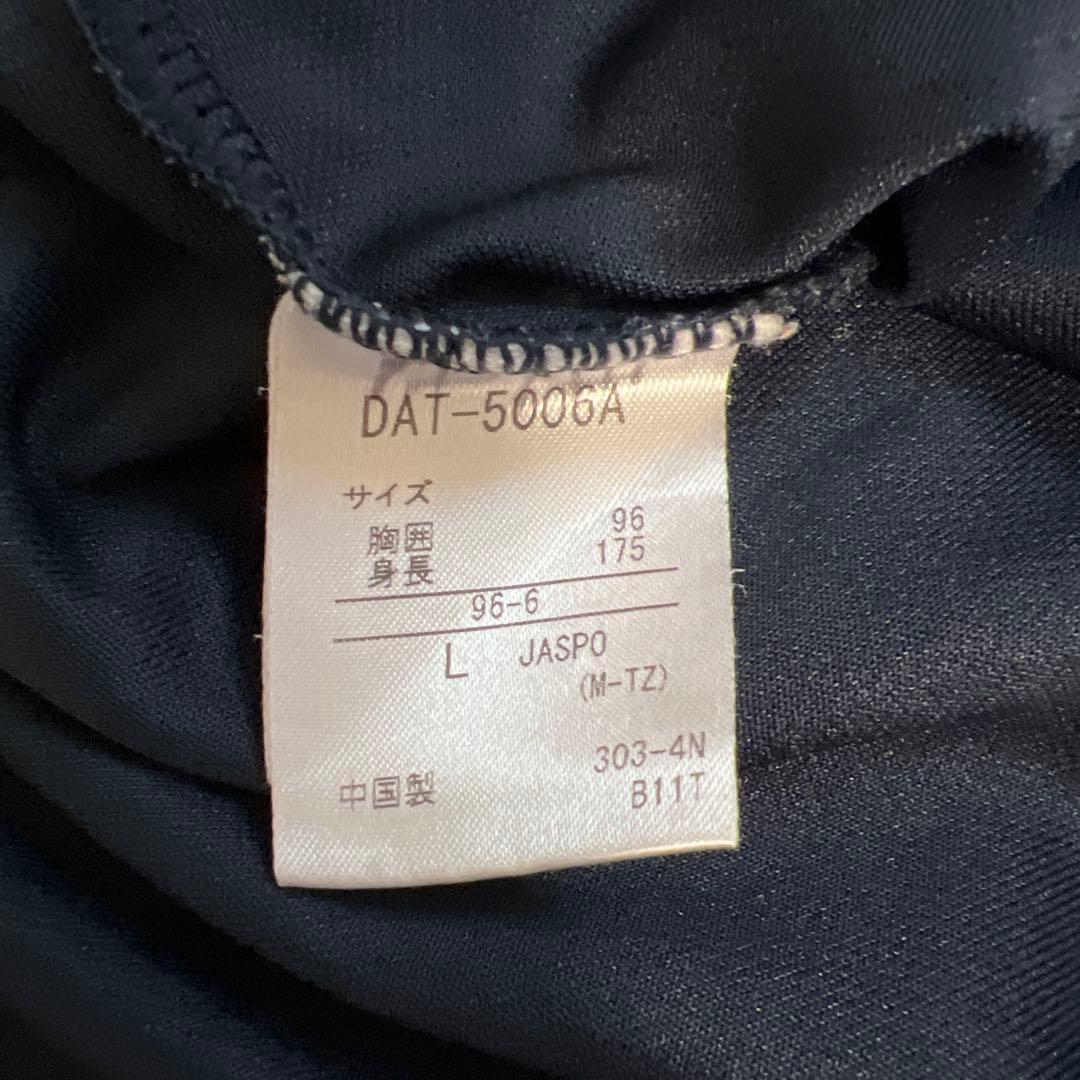 DAT-5006A
サイズ
胸囲 96
身長 175
96-6
L JASPO
(M-TZ)
303-4N
中国製 B11T